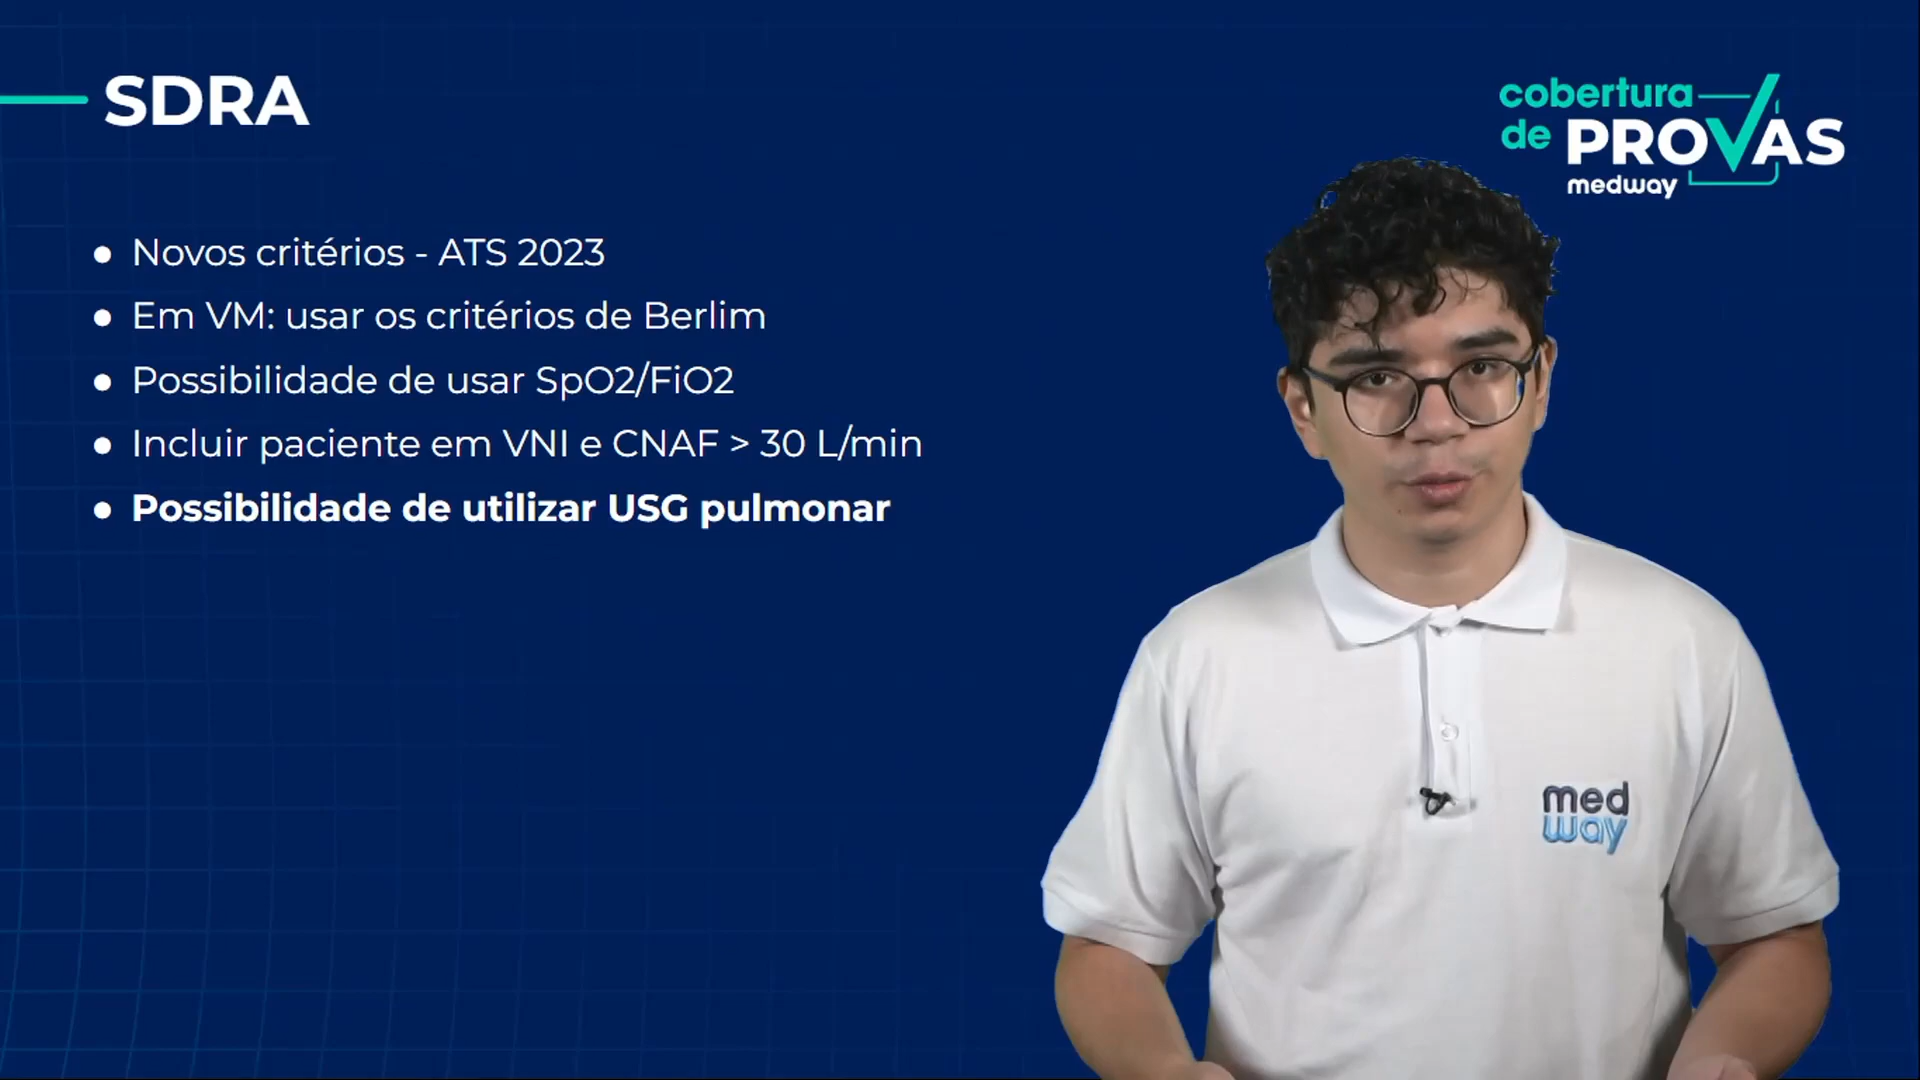 SDRA
cobertura
de PROVAS
medway
● Novos critérios - ATS 2023
● Em VM: usar os critérios de Berlim
● Possibilidade de usar SpO2/FiO2
● Incluir paciente em VNI e CNAF > 30 L/min
● Possibilidade de utilizar USG pulmonar
med
way